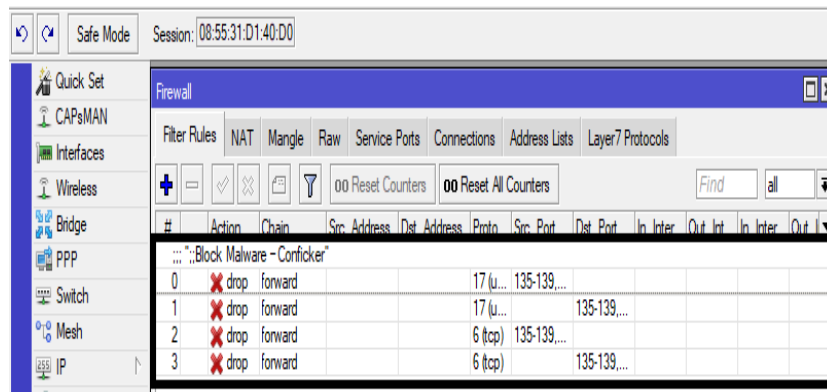 Safe Mode Session: 08:55:31:D1:40:D0
Quick Set
CAPsMAN
Interfaces
Wireless
Bridge
PPP
Switch
Mesh
IP
Firewall
Filter Rules NAT Mangle Raw Service Ports Connections Address Lists Layer7 Protocols
00 Reset Counters 00 Reset All Counters Find all
# Action Chain Src. Address Dst. Address Proto... Src. Port Dst. Port In. Inter... Out. Int... In. Inter... Out. I
;;; ";;Block Malware – Conficker"
0 drop forward 17 (u... 135-139,...
1 drop forward 17 (u... 135-139,...
2 drop forward 6 (tcp) 135-139,...
3 drop forward 6 (tcp) 135-139,...